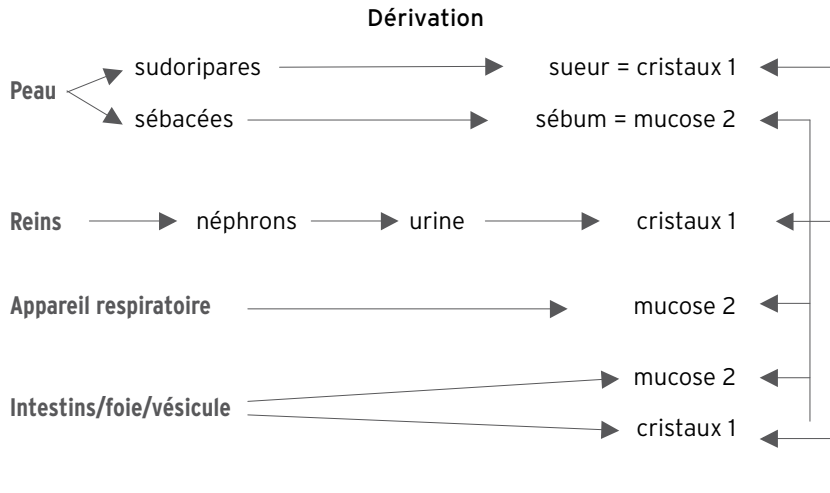 Dérivation
sudoripares sueur = cristaux 1
Peau
sébacées sébum = mucose 2
Reins néphrons urine cristaux 1
Appareil respiratoire mucose 2
mucose 2
Intestins/foie/vésicule
cristaux 1